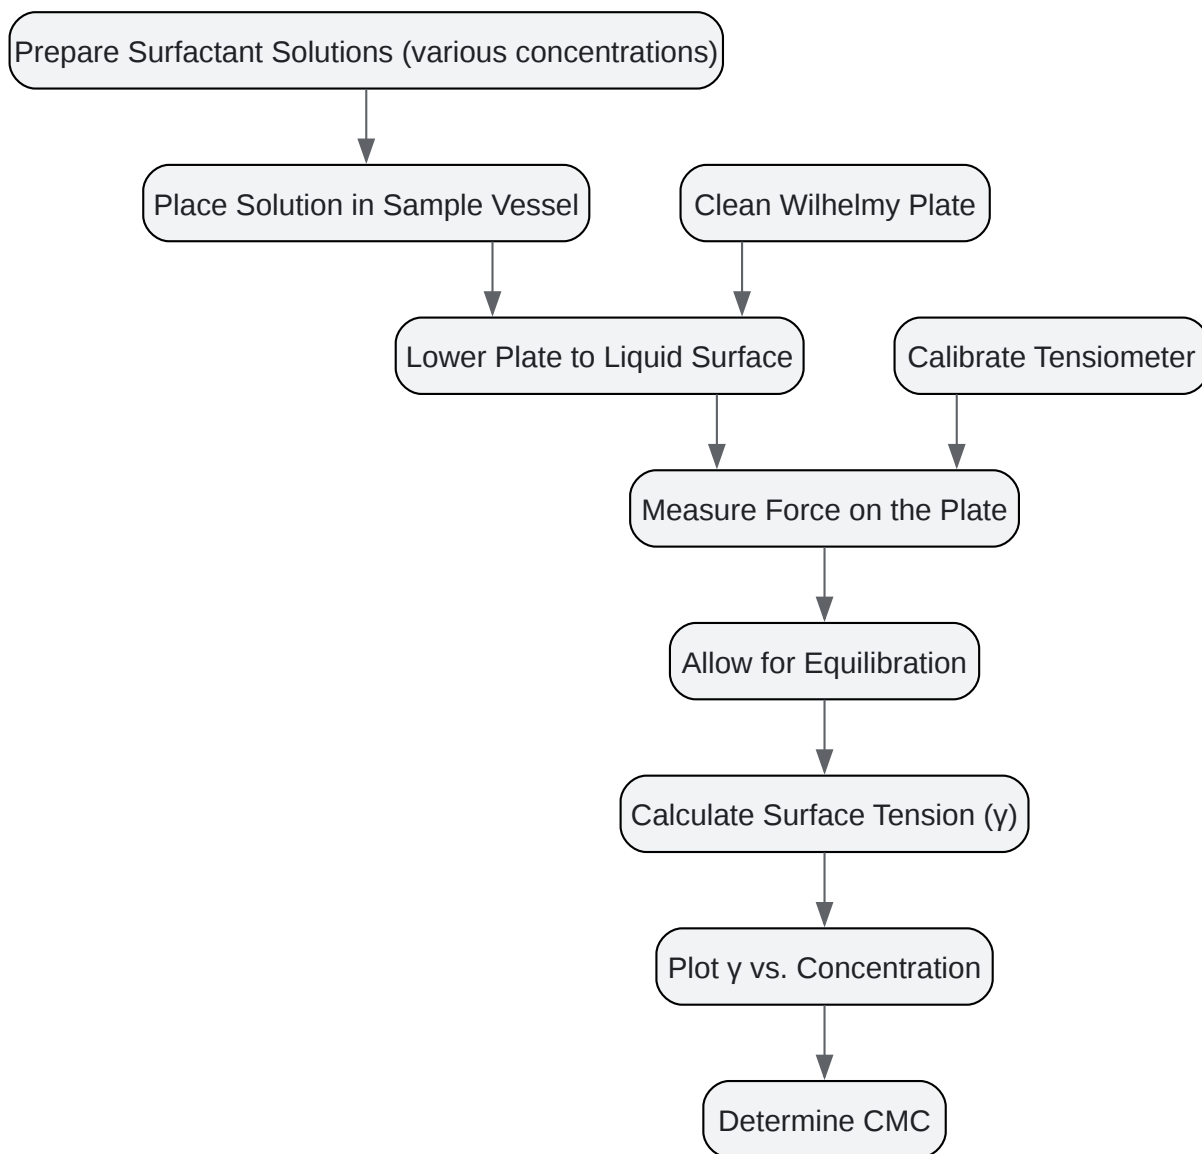 Prepare Surfactant Solutions (various concentrations)
Place Solution in Sample Vessel
Clean Wilhelmy Plate
Lower Plate to Liquid Surface
Calibrate Tensiometer
Measure Force on the Plate
Allow for Equilibration
Calculate Surface Tension (γ)
Plot γ vs. Concentration
Determine CMC